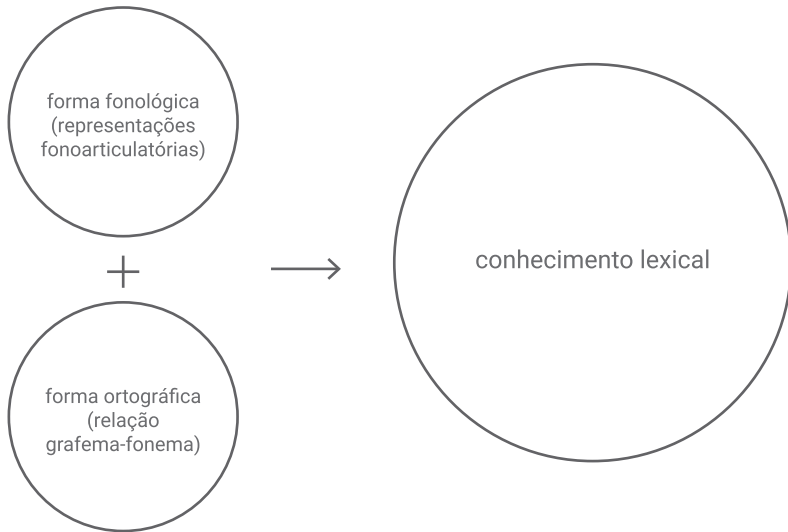 forma fonológica
(representações
fonoarticulatórias)
+
forma ortográfica
(relação
grafema-fonema)
conhecimento lexical